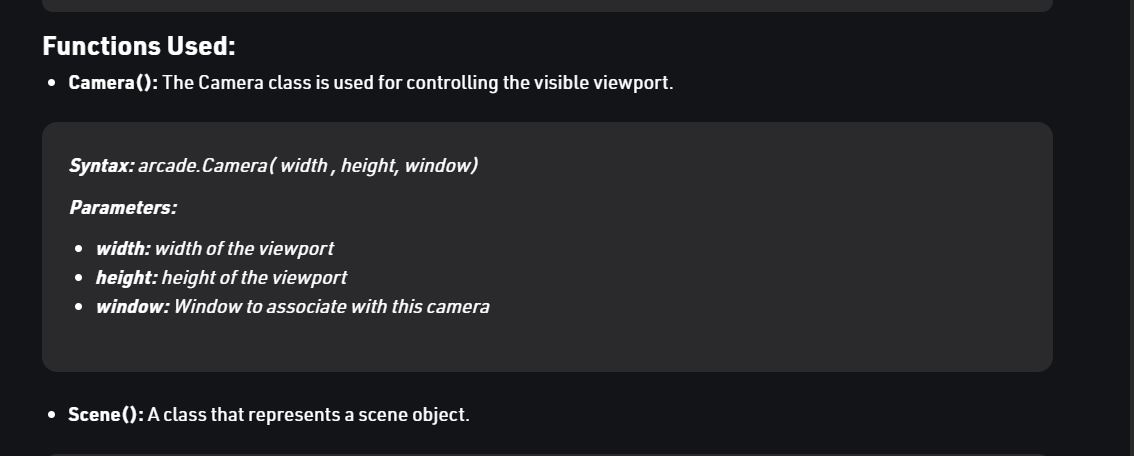 Functions Used:
• Camera(): The Camera class is used for controlling the visible viewport.
Syntax: arcade.Camera( width , height, window)
Parameters:
• width: width of the viewport
• height: height of the viewport
• window: Window to associate with this camera
• Scene(): A class that represents a scene object.